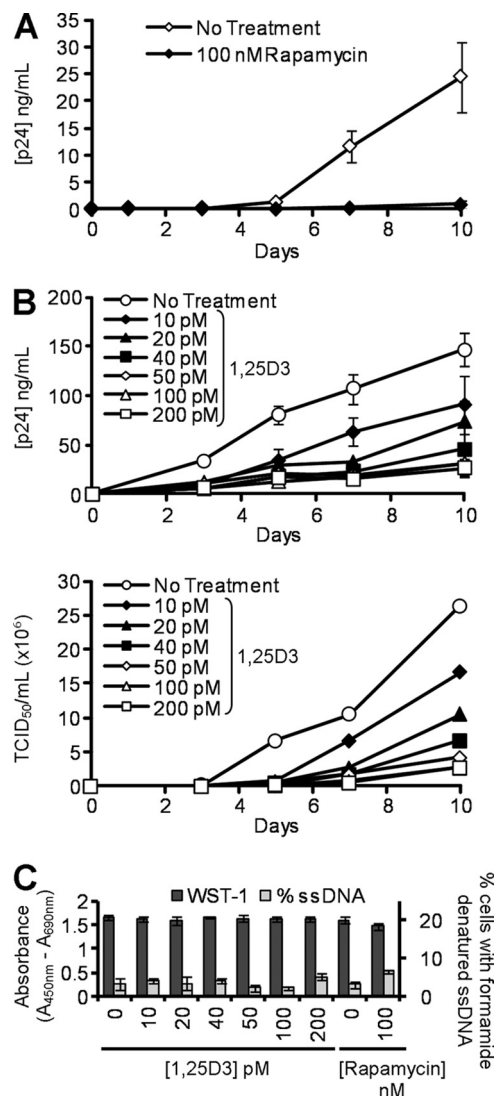 A
No Treatment
100 nMRapamycin
[p24] ng/mL
35
30
25
20
15
10
5
0
0 2 4 6 8 10
Days
B
No Treatment
10 pM
20 pM
40 pM
50 pM
100 pM
200 pM
1,25D3
[p24] ng/mL
200
150
100
50
0
0 2 4 6 8 10
Days
No Treatment
10 pM
20 pM
40 pM
50 pM
100 pM
200 pM
1,25D3
TCID50/mL (x10⁶)
30
25
20
15
10
5
0
0 2 4 6 8 10
Days
C
WST-1 % ssDNA
Absorbance
(A450nm - A690nm)
2
1.5
1
0.5
0
20
10
0
% cells with formamide
denatured ssDNA
0 10 20 40 50 100 200 0 100
[1,25D3] pM
[Rapamycin]
nM